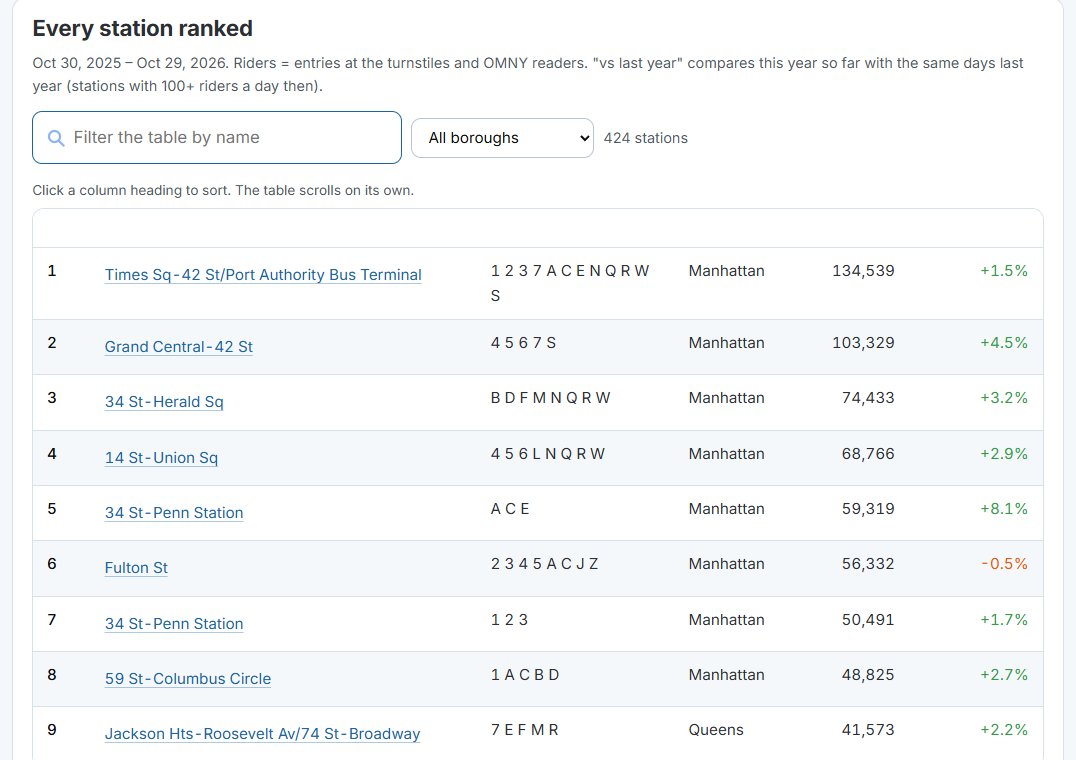 Every station ranked
Oct 30, 2025 – Oct 29, 2026. Riders = entries at the turnstiles and OMNY readers. "vs last year" compares this year so far with the same days last
year (stations with 100+ riders a day then).
Filter the table by name
All boroughs
424 stations
Click a column heading to sort. The table scrolls on its own.
1 Times Sq-42 St/Port Authority Bus Terminal 1 2 3 7 A C E N Q R W Manhattan 134,539 +1.5%
S
2 Grand Central-42 St 4 5 6 7 S Manhattan 103,329 +4.5%
3 34 St-Herald Sq B D F M N Q R W Manhattan 74,433 +3.2%
4 14 St-Union Sq 4 5 6 L N Q R W Manhattan 68,766 +2.9%
5 34 St-Penn Station A C E Manhattan 59,319 +8.1%
6 Fulton St 2 3 4 5 A C J Z Manhattan 56,332 -0.5%
7 34 St-Penn Station 1 2 3 Manhattan 50,491 +1.7%
8 59 St-Columbus Circle 1 A C B D Manhattan 48,825 +2.7%
9 Jackson Hts-Roosevelt Av/74 St-Broadway 7 E F M R Queens 41,573 +2.2%